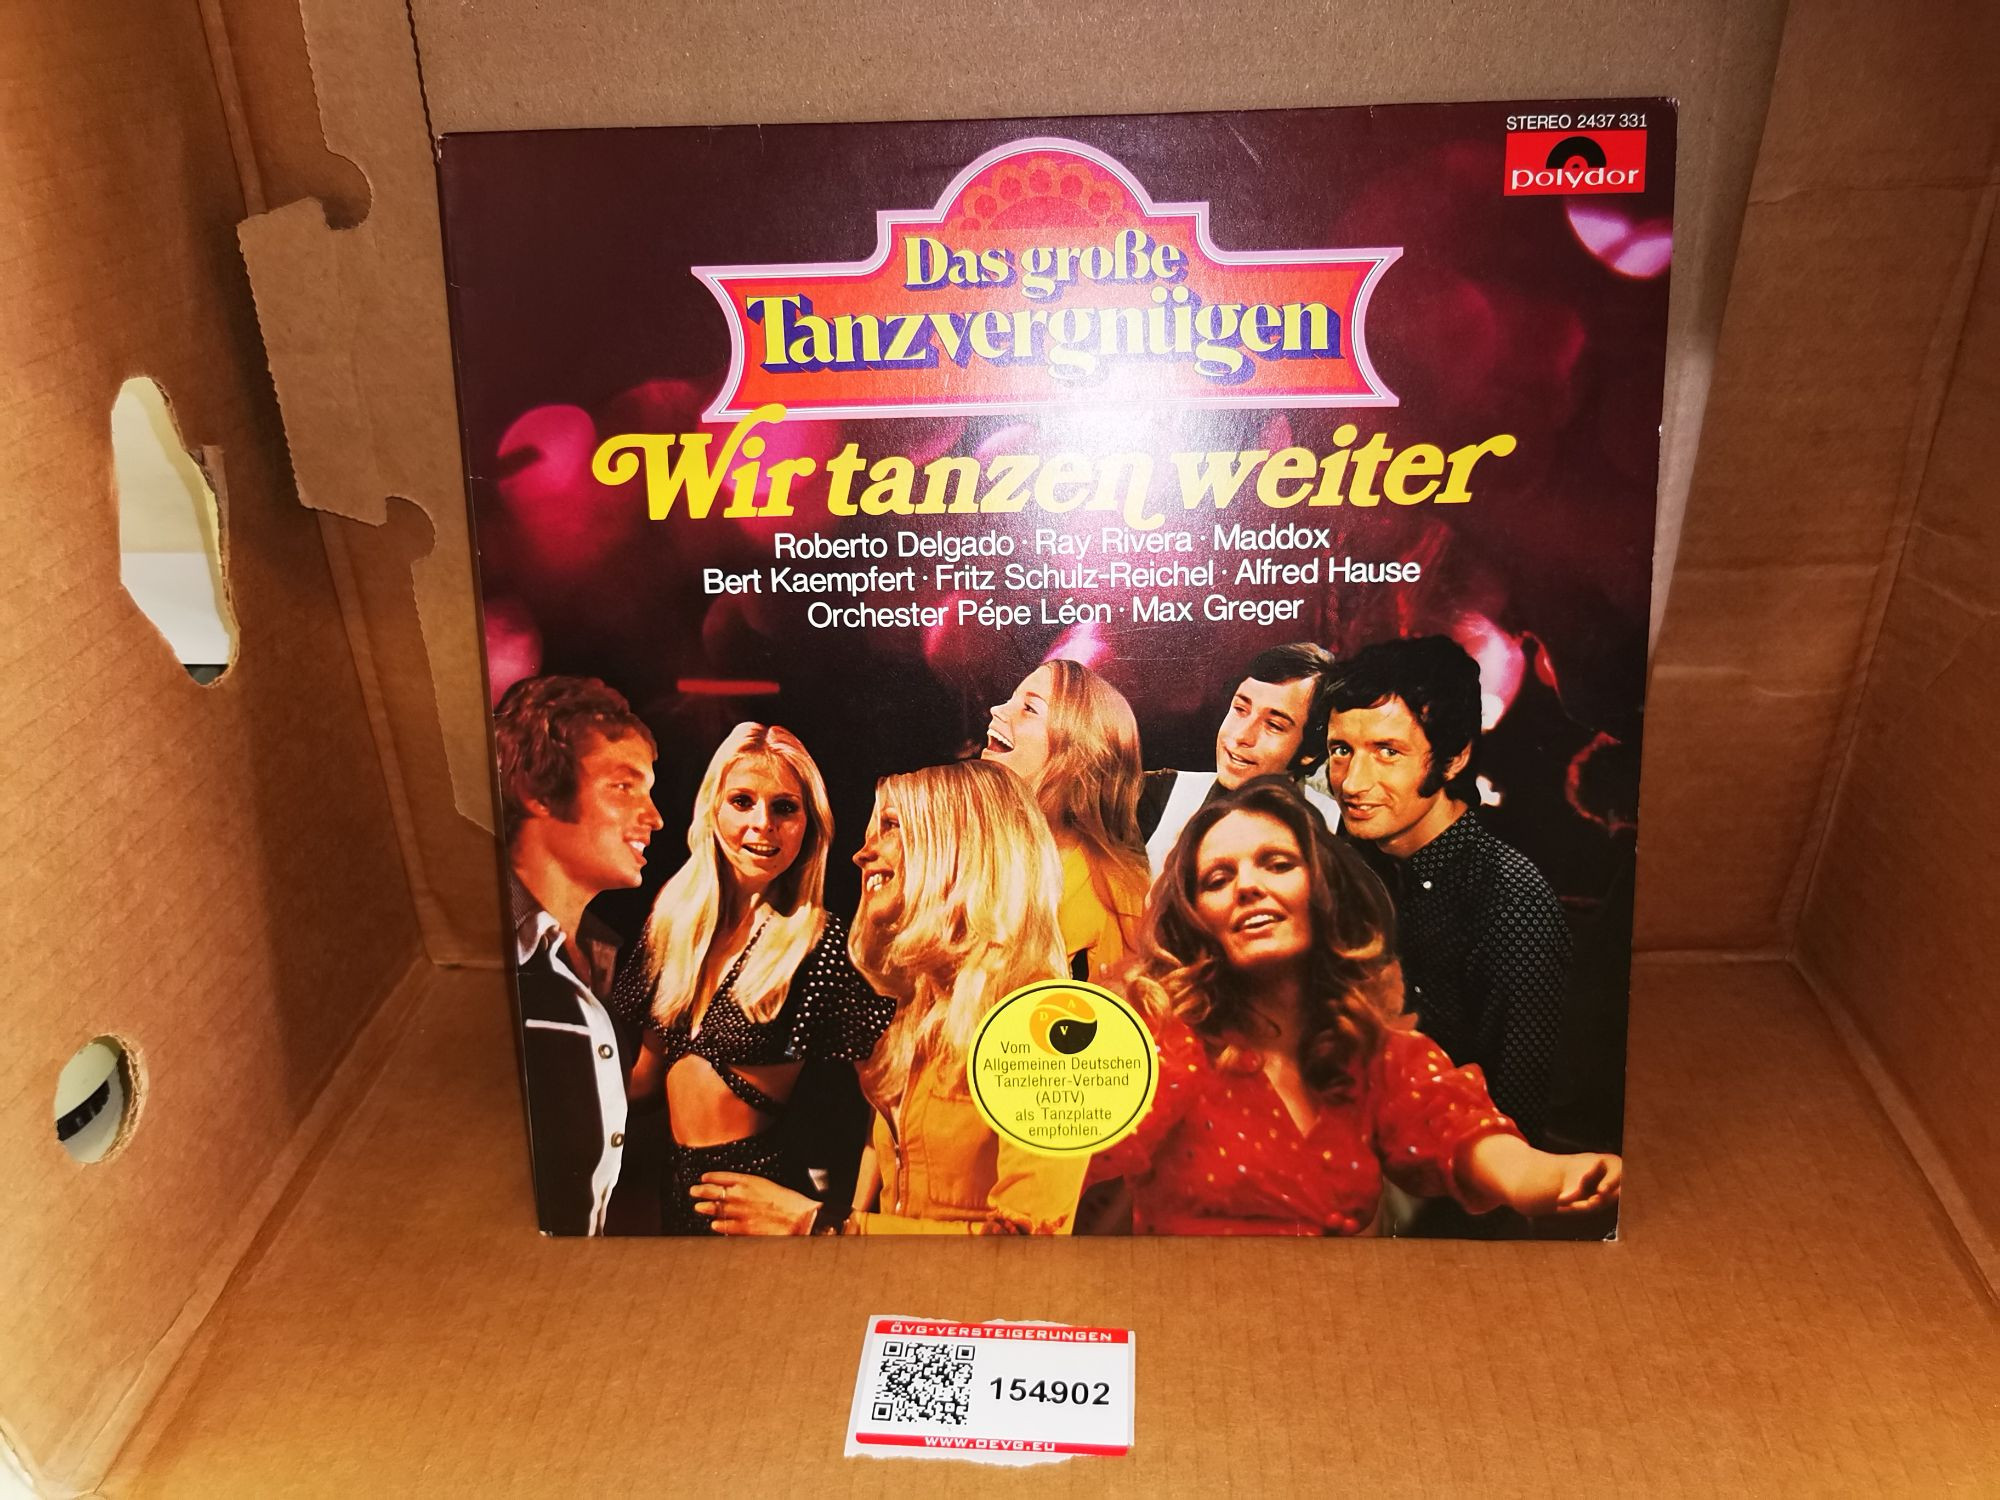 STEREO 2437 331
polydor
Das große
Tanzvergnügen
Wir tanzen weiter
Roberto Delgado · Ray Rivera · Maddox
Bert Kaempfert · Fritz Schulz-Reichel · Alfred Hause
Orchester Pépe Léon · Max Greger
A
D
V
Vom
Allgemeinen Deutschen
Tanzlehrer-Verband
(ADTV)
als Tanzplatte
empfohlen.
ÖVG-VERSTEIGERUNGEN
154902
WWW.OEVG.EU